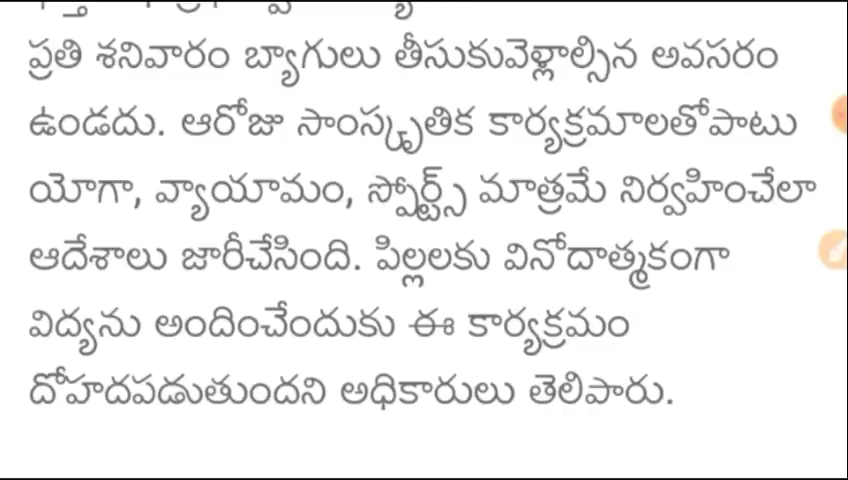 ప్రతి శనివారం బ్యాగులు తీసుకువెళ్లాల్సిన అవసరం
ఉండదు. ఆరోజు సాంస్కృతిక కార్యక్రమాలతోపాటు
యోగా, వ్యాయామం, స్పోర్ట్స్ మాత్రమే నిర్వహించేలా
ఆదేశాలు జారీచేసింది. పిల్లలకు వినోదాత్మకంగా
విద్యను అందించేందుకు ఈ కార్యక్రమం
దోహదపడుతుందని అధికారులు తెలిపారు.